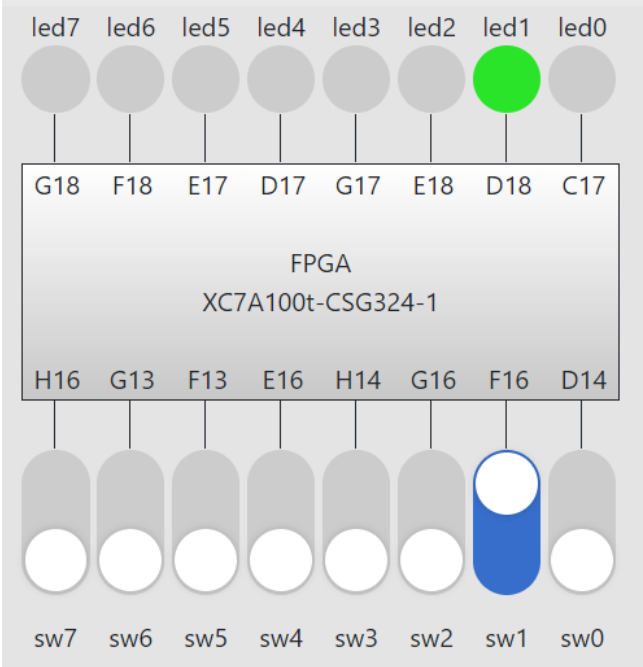 led7 led6 led5 led4 led3 led2 led1 led0
G18 F18 E17 D17 G17 E18 D18 C17
FPGA
XC7A100t-CSG324-1
H16 G13 F13 E16 H14 G16 F16 D14
sw7 sw6 sw5 sw4 sw3 sw2 sw1 sw0